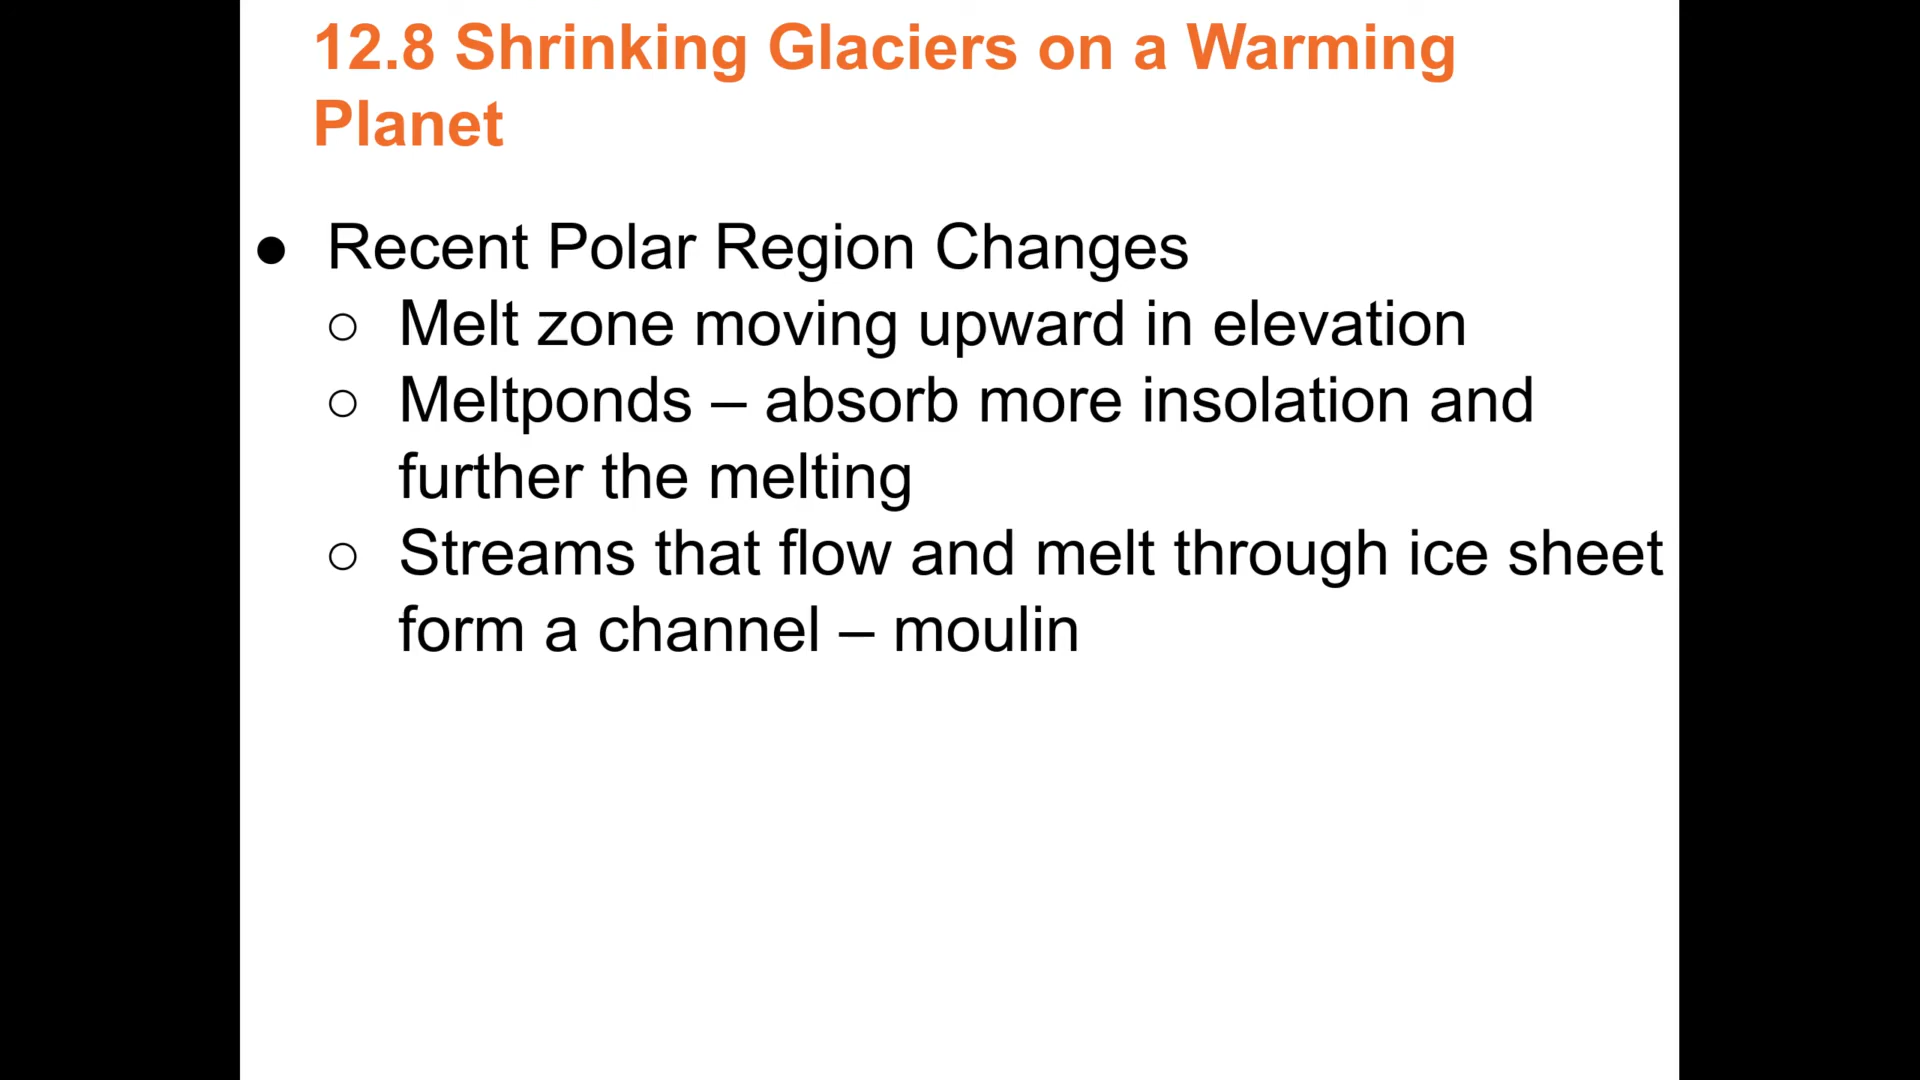 12.8 Shrinking Glaciers on a Warming
Planet
● Recent Polar Region Changes
○ Melt zone moving upward in elevation
○ Meltponds – absorb more insolation and
further the melting
○ Streams that flow and melt through ice sheet
form a channel – moulin